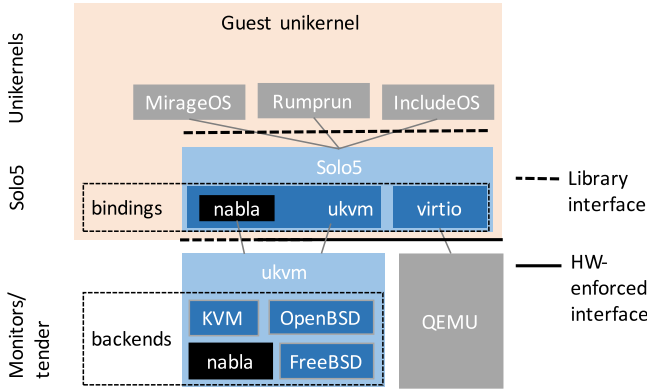 Guest unikernel
Unikernels
MirageOS
Rumprun
IncludeOS
Solo5
Solo5
bindings
nabla
ukvm
virtio
Library
interface
ukvm
HW-
enforced
interface
Monitors/
tender
backends
KVM
OpenBSD
nabla
FreeBSD
QEMU